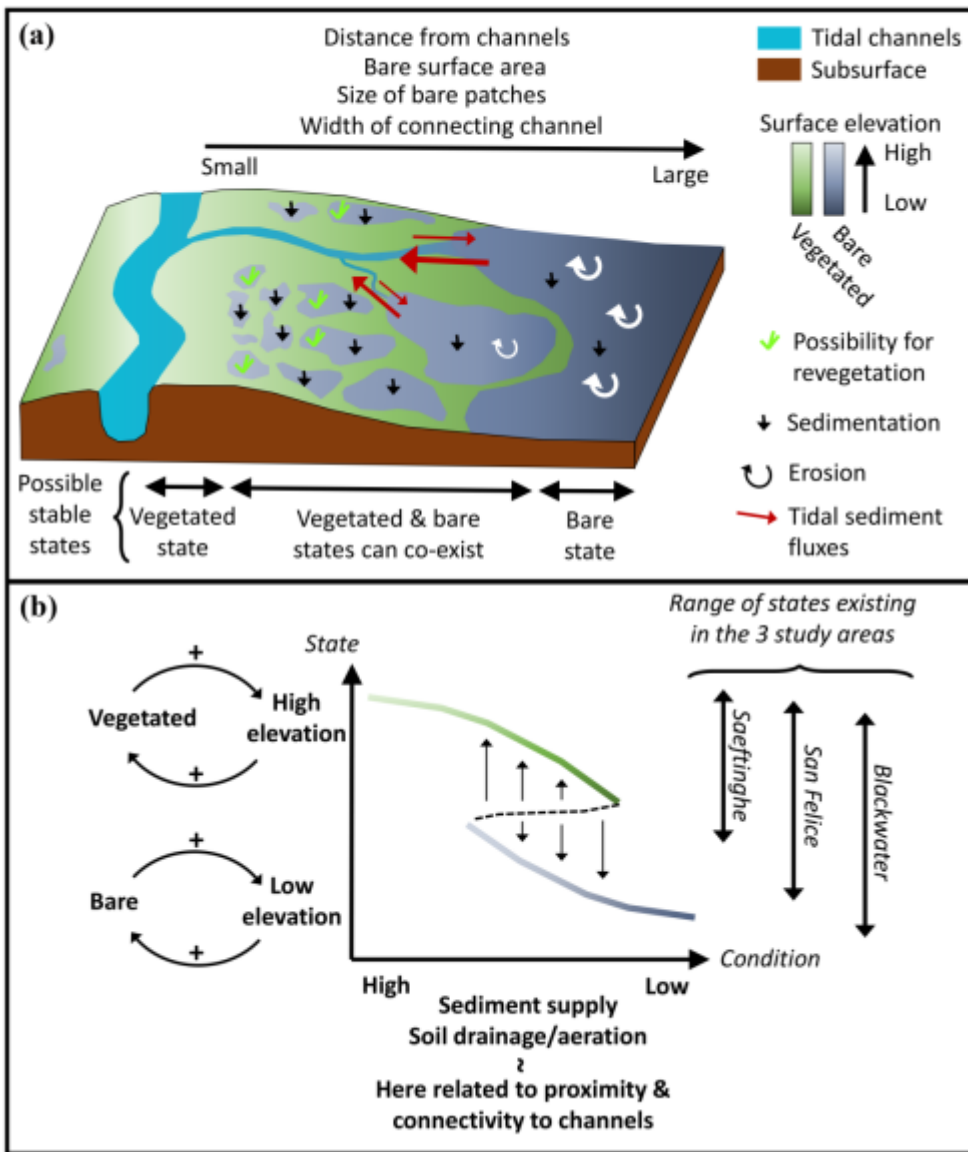 (a)
Distance from channels
Bare surface area
Size of bare patches
Width of connecting channel
Small
Large
Tidal channels
Subsurface
Surface elevation
High
Low
Vegetated
Bare
Possibility for
revegetation
Sedimentation
Erosion
Tidal sediment
fluxes
Possible
stable
states
Vegetated
state
Vegetated & bare
states can co-exist
Bare
state
(b)
Range of states existing
in the 3 study areas
State
+
Vegetated
High
elevation
+
+
Bare
Low
elevation
+
Saeftinghe
San Felice
Blackwater
Condition
High
Low
Sediment supply
Soil drainage/aeration
~
Here related to proximity &
connectivity to channels